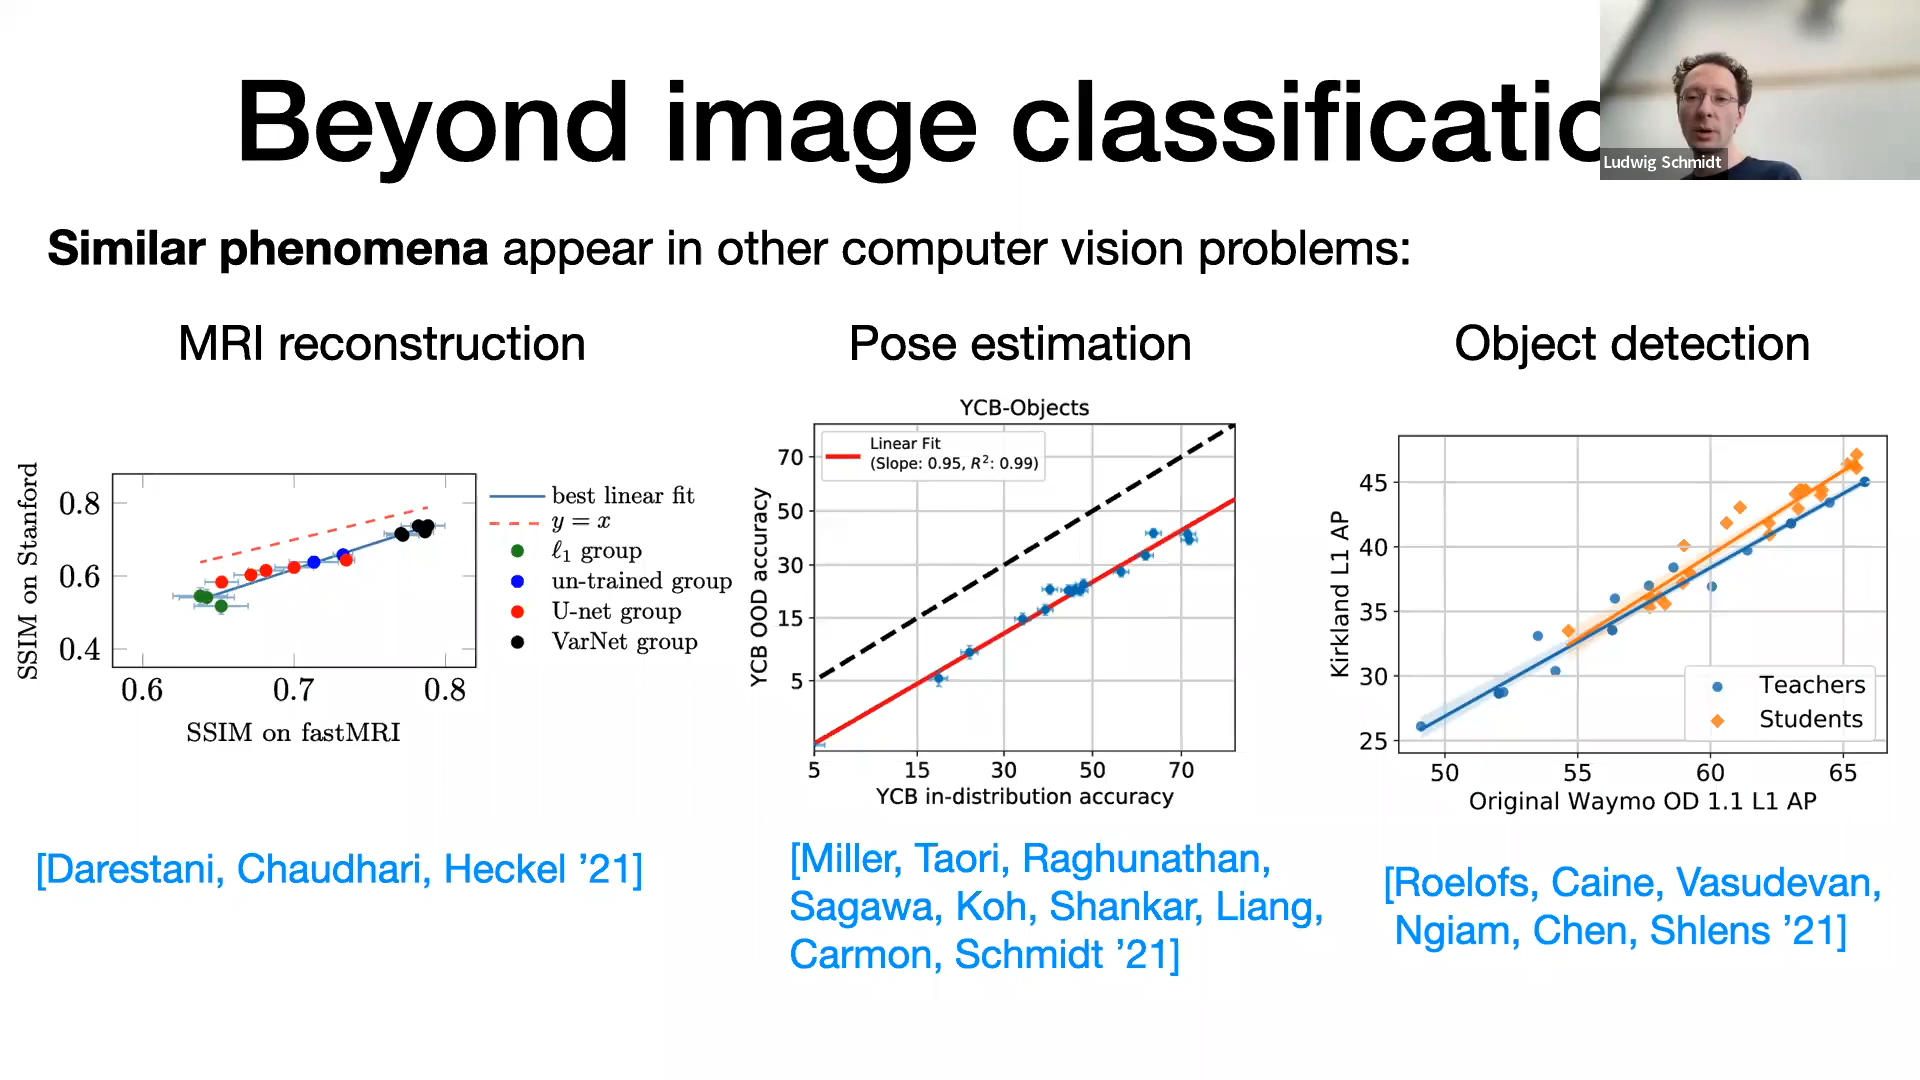 Beyond image classificatio
Ludwig Schmidt
Similar phenomena appear in other computer vision problems:
MRI reconstruction
SSIM on Stanford
0.8
0.6
0.4
0.6 0.7 0.8
SSIM on fastMRI
best linear fit
y = x
ℓ₁ group
un-trained group
U-net group
VarNet group
[Darestani, Chaudhari, Heckel ’21]
Pose estimation
YCB-Objects
Linear Fit
(Slope: 0.95, R²: 0.99)
YCB OOD accuracy
70
50
30
15
5
5 15 30 50 70
YCB in-distribution accuracy
[Miller, Taori, Raghunathan,
Sagawa, Koh, Shankar, Liang,
Carmon, Schmidt ’21]
Object detection
Kirkland L1 AP
45
40
35
30
25
Teachers
Students
50 55 60 65
Original Waymo OD 1.1 L1 AP
[Roelofs, Caine, Vasudevan,
Ngiam, Chen, Shlens ’21]